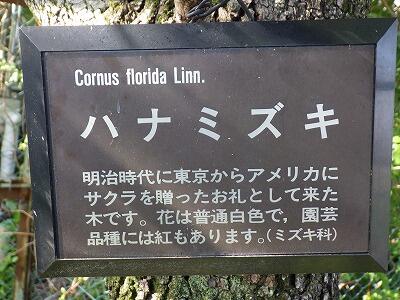 Cornus florida Linn.
ハナミズキ
明治時代に東京からアメリカに
サクラを贈ったお礼として来た
木です。花は普通白色で，園芸
品種には紅もあります。(ミズキ科)